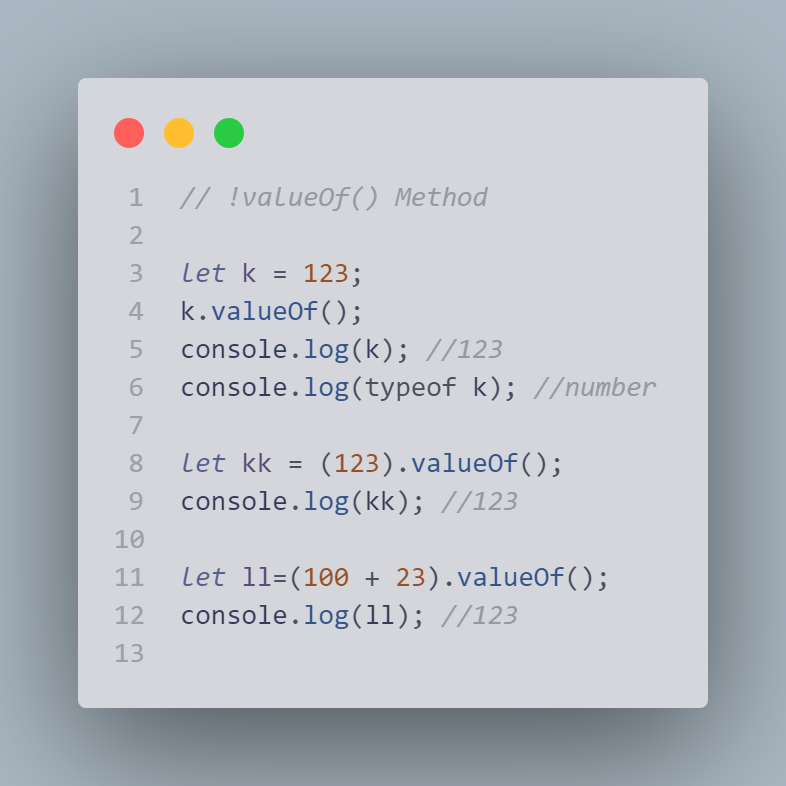 1 // !valueOf() Method
2
3 let k = 123;
4 k.valueOf();
5 console.log(k); //123
6 console.log(typeof k); //number
7
8 let kk = (123).valueOf();
9 console.log(kk); //123
10
11 let ll=(100 + 23).valueOf();
12 console.log(ll); //123
13